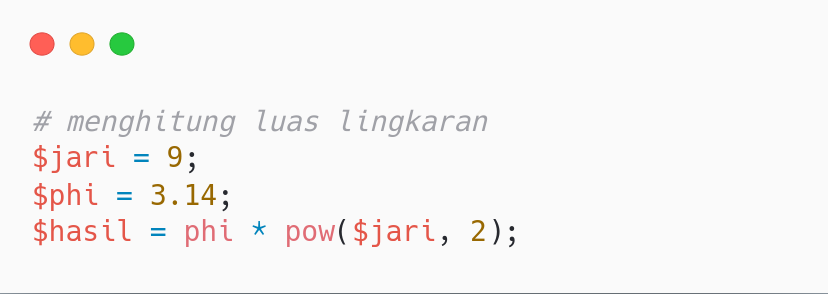 # menghitung luas lingkaran
$jari = 9;
$phi = 3.14;
$hasil = phi * pow($jari, 2);